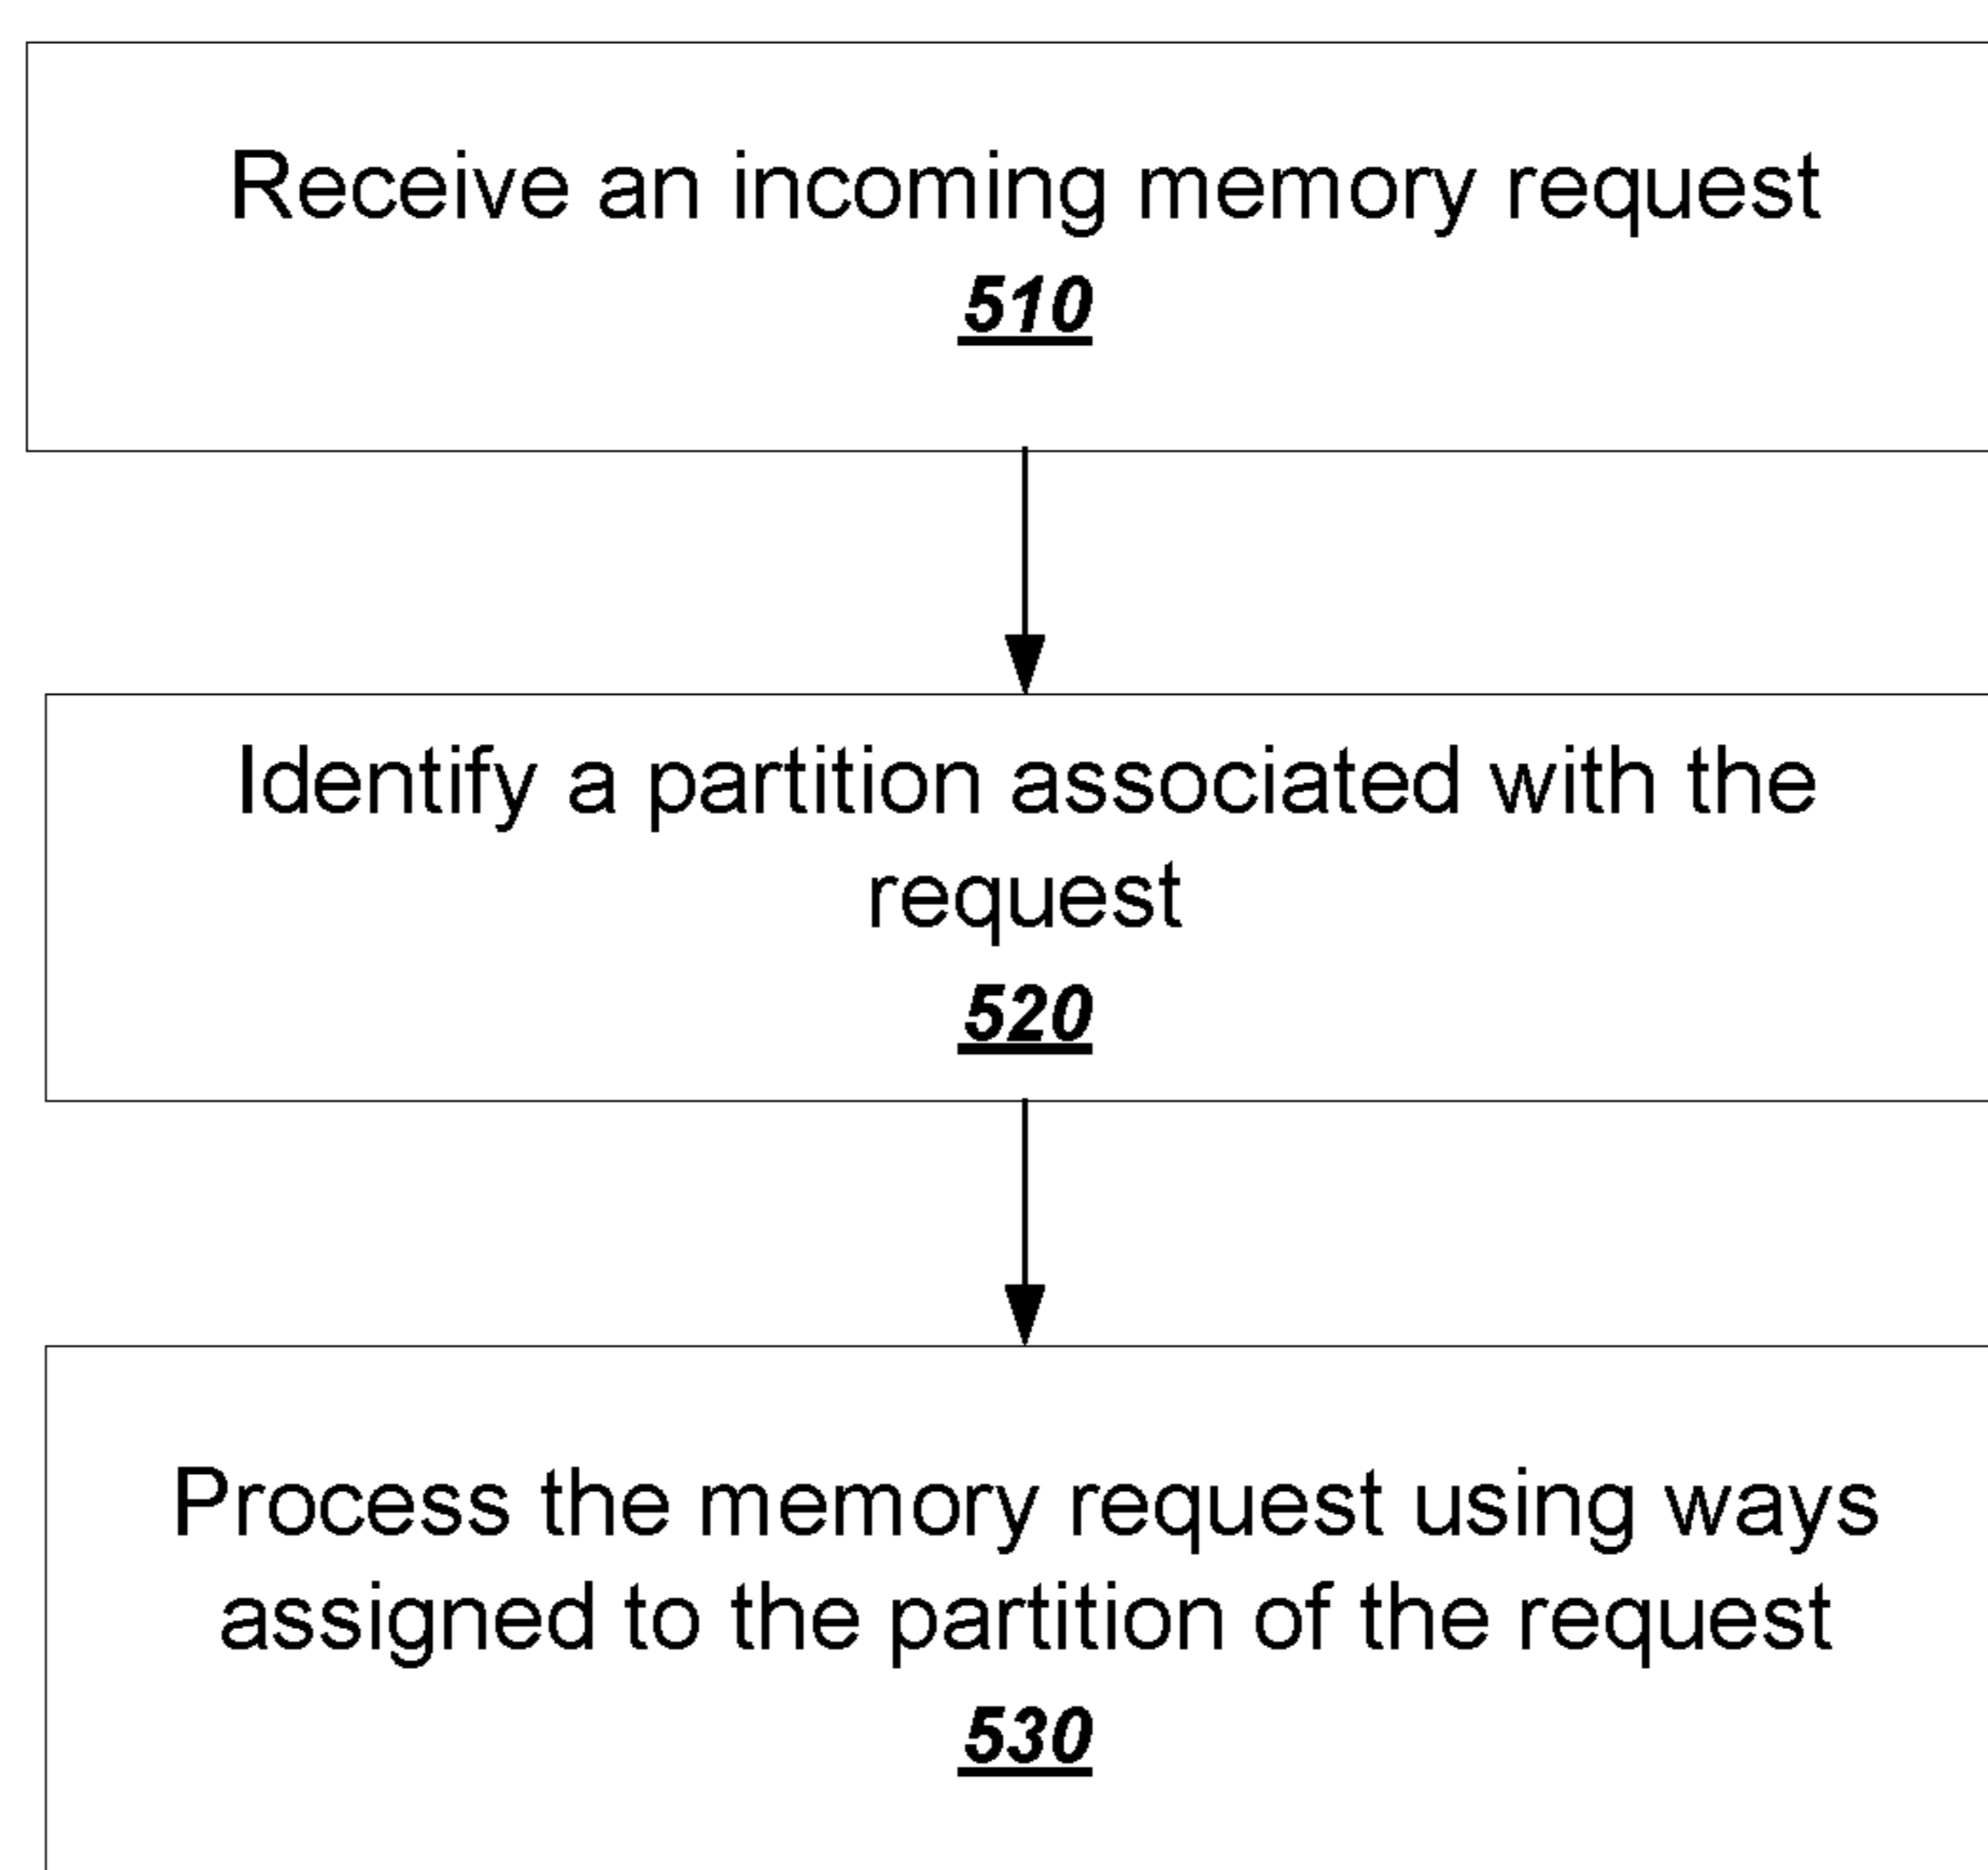 Receive an incoming memory request
510
Identify a partition associated with the
request
520
Process the memory request using ways
assigned to the partition of the request
530